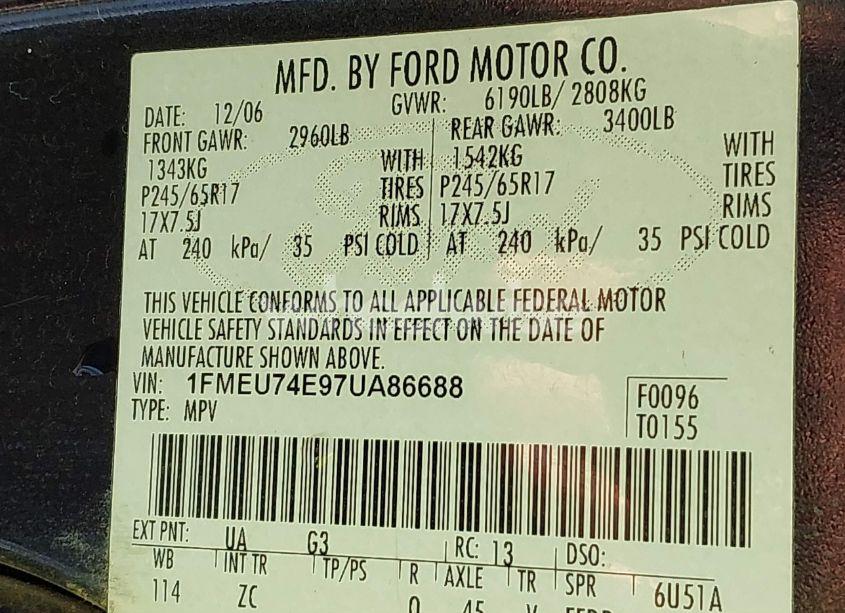 MFD. BY FORD MOTOR CO.
DATE: 12/06 GVWR: 6190LB/ 2808KG
FRONT GAWR: 2960LB REAR GAWR: 3400LB
1343KG WITH 1542KG WITH
P245/65R17 TIRES P245/65R17 TIRES
17X7.5J RIMS 17X7.5J RIMS
AT 240 kPa/ 35 PSI COLD AT 240 kPa/ 35 PSI COLD
THIS VEHICLE CONFORMS TO ALL APPLICABLE FEDERAL MOTOR
VEHICLE SAFETY STANDARDS IN EFFECT ON THE DATE OF
MANUFACTURE SHOWN ABOVE.
VIN: 1FMEU74E97UA86688
TYPE: MPV
F0096
T0155
EXT PNT: UA G3 RC: 13 DSO:
WB INT TR TP/PS R AXLE TR SPR 6U51A
114 ZC 45